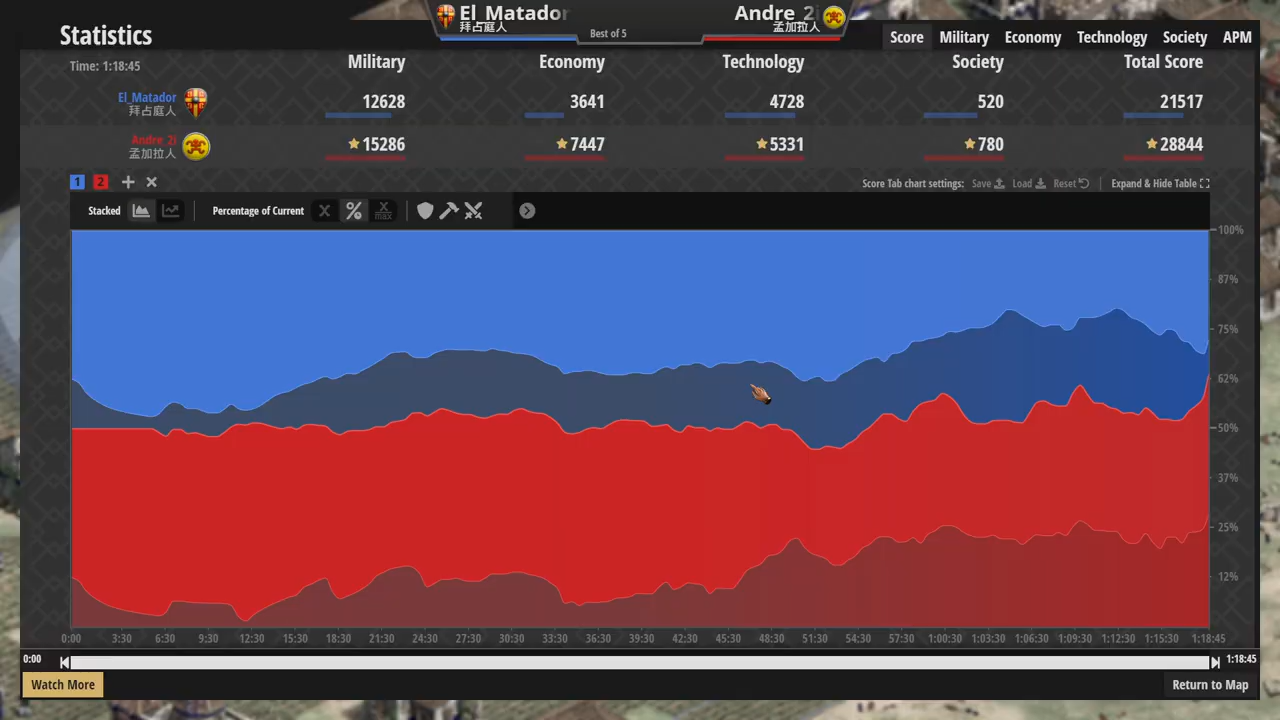 El_Matador
拜占庭人
Best of 5
Andre_2i
孟加拉人
Statistics
Score Military Economy Technology Society APM
Time: 1:18:45
Military Economy Technology Society Total Score
El_Matador
拜占庭人
12628 3641 4728 520 21517
Andre_2i
孟加拉人
15286 7447 5331 780 28844
1 2
Score Tab chart settings: Save Load Reset Expand & Hide Table
Stacked Percentage of Current X % X max
100%
87%
75%
62%
50%
37%
25%
12%
0:00 3:30 6:30 9:30 12:30 15:30 18:30 21:30 24:30 27:30 30:30 33:30 36:30 39:30 42:30 45:30 48:30 51:30 54:30 57:30 1:00:30 1:03:30 1:06:30 1:09:30 1:12:30 1:15:30 1:18:45
0:00 1:18:45
Watch More Return to Map